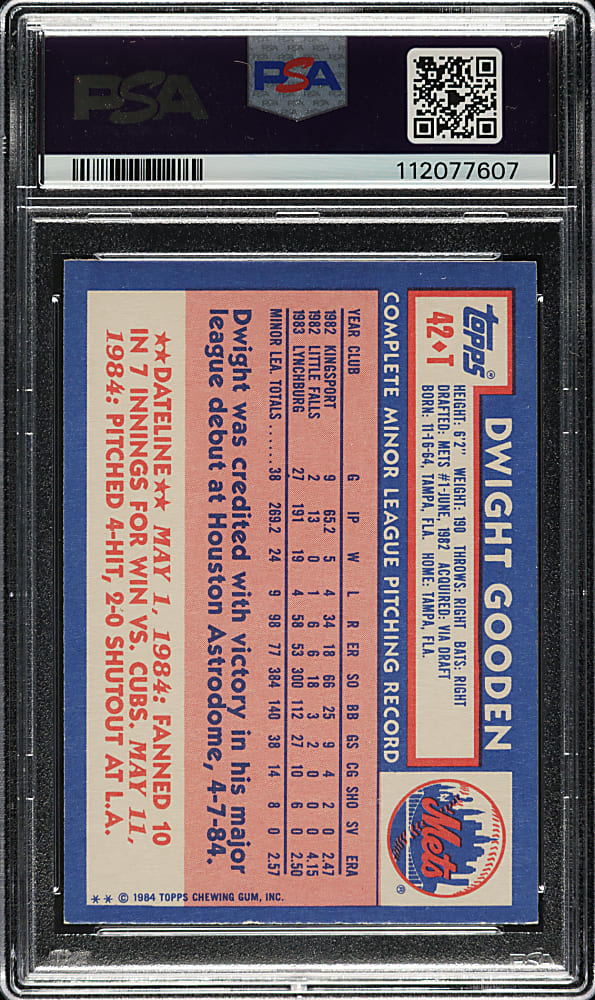 PSA
PSA
112077607
Topps®
42♦T
DWIGHT GOODEN
HEIGHT: 6'2" WEIGHT: 190 THROWS: RIGHT BATS: RIGHT
DRAFTED: METS #1-JUNE, 1982 ACQUIRED: VIA DRAFT
BORN: 11-16-64, TAMPA, FLA. HOME: TAMPA, FLA.
Mets®
COMPLETE MINOR LEAGUE PITCHING RECORD
YEAR CLUB G IP W L R ER SO BB GS CG SHO SV ERA
1982 KINGSPORT 9 65.2 5 4 34 18 66 25 9 4 2 0 2.47
1982 LITTLE FALLS 2 13 0 1 6 6 18 3 2 0 0 0 4.15
1983 LYNCHBURG 27 191 19 4 58 53 300 112 27 10 6 0 2.50
MINOR LEA. TOTALS ...... 38 269.2 24 9 98 77 384 140 38 14 8 0 2.57
Dwight was credited with victory in his major
league debut at Houston Astrodome, 4-7-84.
★★DATELINE★★ MAY 1, 1984: FANNED 10
IN 7 INNINGS FOR WIN VS. CUBS. MAY 11,
1984: PITCHED 4-HIT, 2-0 SHUTOUT AT L.A.
** © 1984 TOPPS CHEWING GUM, INC.
PSA